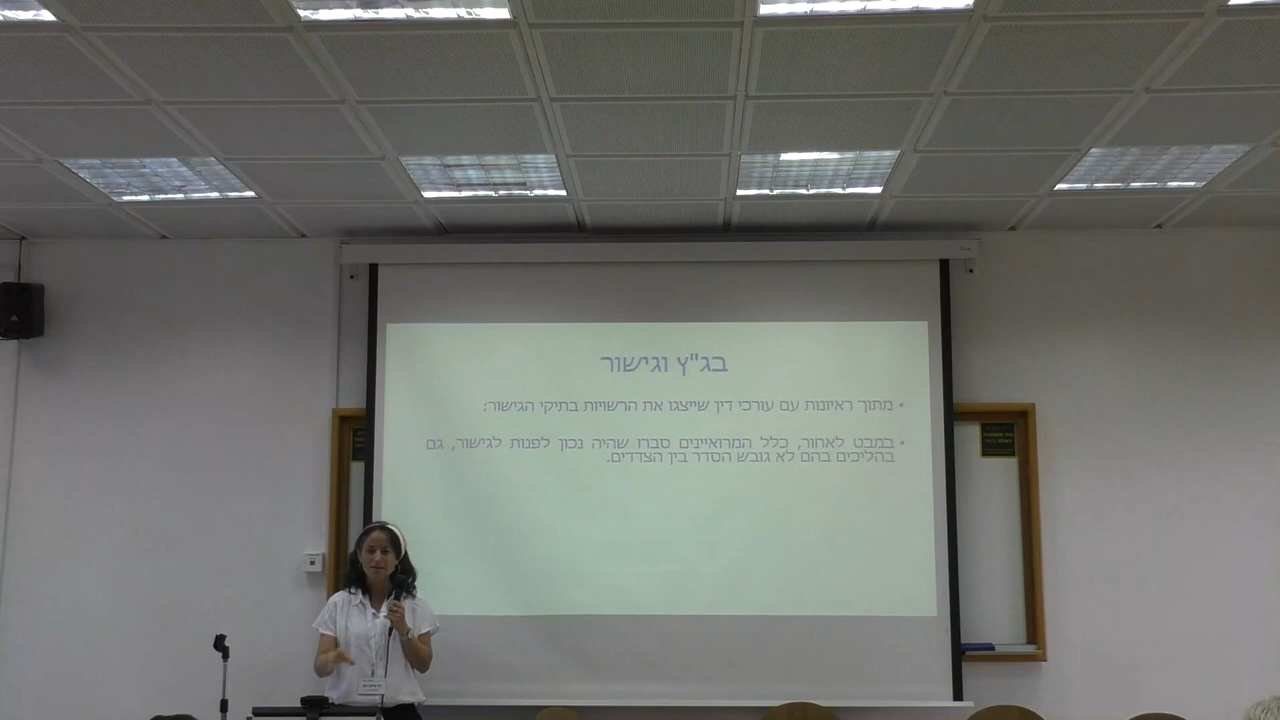 בג"ץ וגישור
• מתוך ראיונות עם עורכי דין שייצגו את הרשויות בתיקי הגישור:
• במבט לאחור, כלל המרואיינים סברו שהיה נכון לפנות לגישור, גם
בהליכים בהם לא גובש הסדר בין הצדדים.